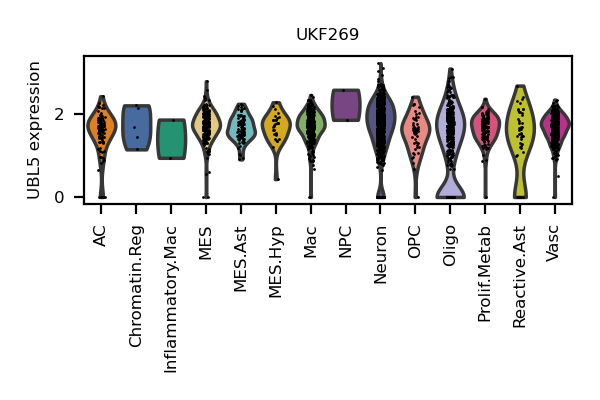 UKF269
UBL5 expression
2
0
AC
Chromatin.Reg
Inflammatory.Mac
MES
MES.Ast
MES.Hyp
Mac
NPC
Neuron
OPC
Oligo
Prolif.Metab
Reactive.Ast
Vasc